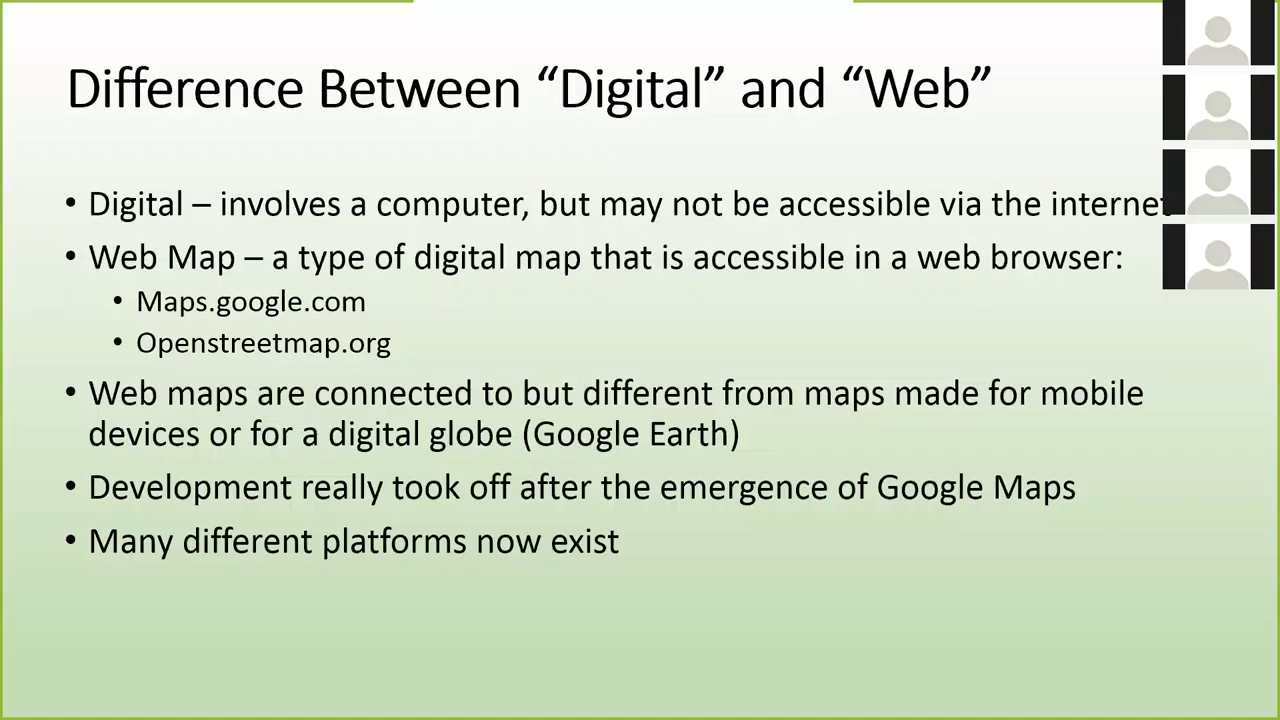 Difference Between “Digital” and “Web”
• Digital – involves a computer, but may not be accessible via the internet
• Web Map – a type of digital map that is accessible in a web browser:
• Maps.google.com
• Openstreetmap.org
• Web maps are connected to but different from maps made for mobile
devices or for a digital globe (Google Earth)
• Development really took off after the emergence of Google Maps
• Many different platforms now exist